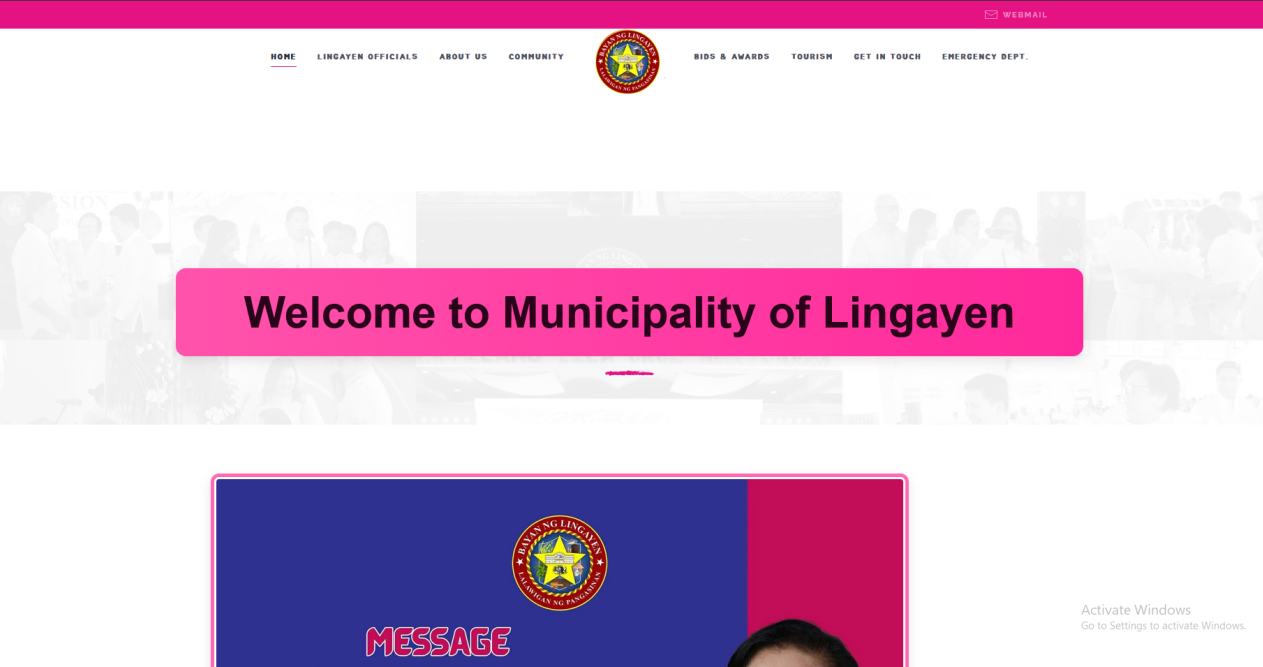 WEBMAIL
HOME
LINGAYEN OFFICIALS
ABOUT US
COMMUNITY
BAYAN NG LINGAYEN
LALAWIGAN NG PANGASINAN
BIDS & AWARDS
TOURISM
GET IN TOUCH
EMERGENCY DEPT.
Welcome to Municipality of Lingayen
BAYAN NG LINGAYEN
LALAWIGAN NG PANGASINAN
MESSAGE
Activate Windows
Go to Settings to activate Windows.